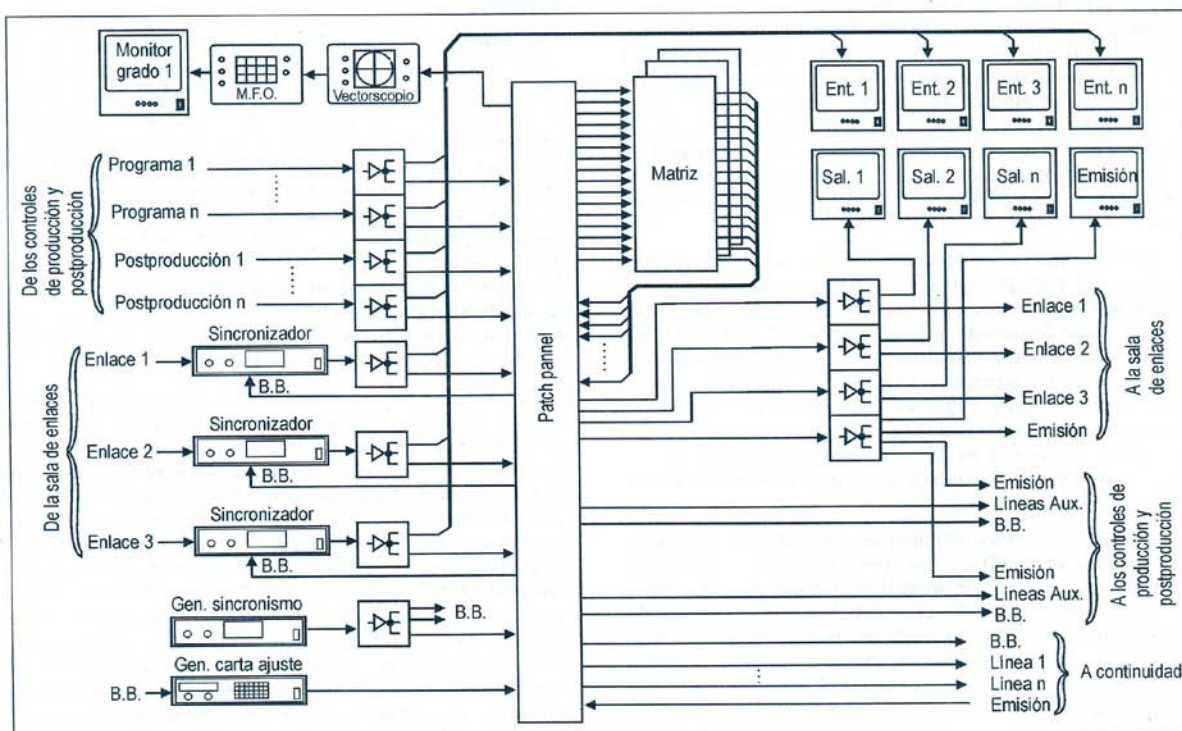 Monitor
grado 1
M.F.O.
Vectorscopio
Ent. 1
Ent. 2
Ent. 3
Ent. n
Sal. 1
Sal. 2
Sal. n
Emisión
Matriz
Patch pannel
De los controles
de producción y
postproducción
Programa 1
Programa n
Postproducción 1
Postproducción n
De la sala de enlaces
Sincronizador
Enlace 1
B.B.
Sincronizador
Enlace 2
B.B.
Sincronizador
Enlace 3
B.B.
Gen. sincronismo
B.B.
Gen. carta ajuste
B.B.
Enlace 1
Enlace 2
Enlace 3
Emisión
A la sala
de enlaces
Emisión
Líneas Aux.
B.B.
Emisión
Líneas Aux.
B.B.
A los controles de
producción y
postproducción
B.B.
Línea 1
Línea n
Emisión
A continuidad